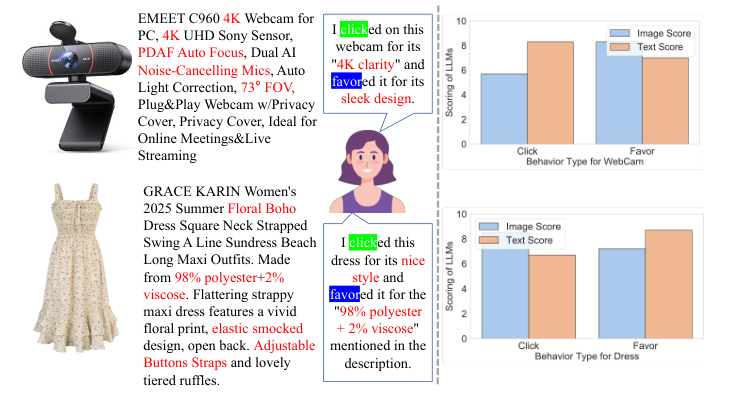 EMEET C960 4K Webcam for
PC, 4K UHD Sony Sensor,
PDAF Auto Focus, Dual AI
Noise-Cancelling Mics, Auto
Light Correction, 73° FOV,
Plug&Play Webcam w/Privacy
Cover, Privacy Cover, Ideal for
Online Meetings&Live
Streaming
I clicked on this
webcam for its
"4K clarity" and
favored it for its
sleek design.
GRACE KARIN Women's
2025 Summer Floral Boho
Dress Square Neck Strapped
Swing A Line Sundress Beach
Long Maxi Outfits. Made
from 98% polyester+2%
viscose. Flattering strappy
maxi dress features a vivid
floral print, elastic smocked
design, open back. Adjustable
Buttons Straps and lovely
tiered ruffles.
I clicked this
dress for its nice
style and
favored it for the
"98% polyester
+ 2% viscose"
mentioned in the
description.
Scoring of LLMs
10
8
6
4
2
0
Image Score
Text Score
Click
Favor
Behavior Type for WebCam
Scoring of LLMs
10
8
6
4
2
0
Image Score
Text Score
Click
Favor
Behavior Type for Dress